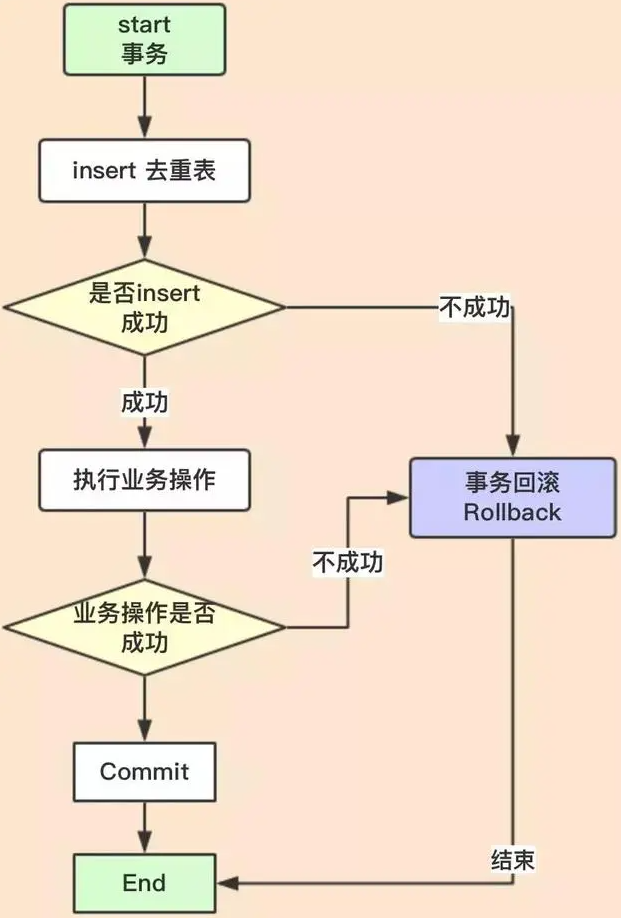 start
事务
insert 去重表
是否insert
成功
不成功
成功
执行业务操作
事务回滚
Rollback
不成功
业务操作是否
成功
Commit
结束
End